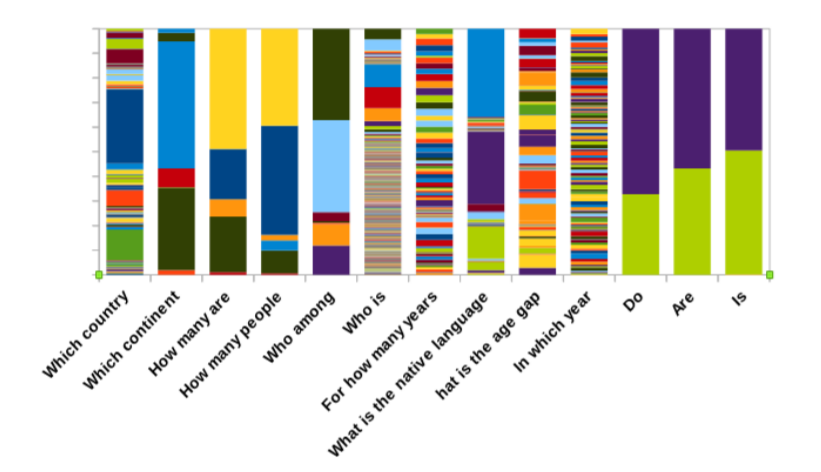 Which country
Which continent
How many are
How many people
Who among
Who is
For how many years
What is the native language
hat is the age gap
In which year
Do
Are
Is